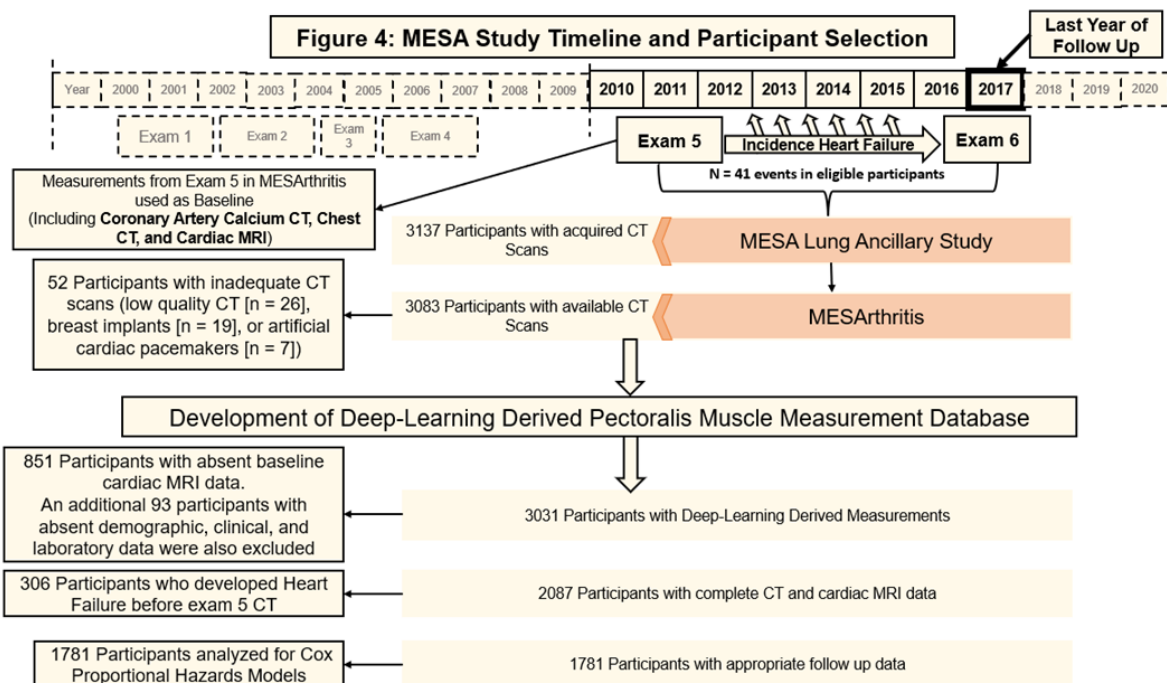 Figure 4: MESA Study Timeline and Participant Selection
Last Year of
Follow Up
Year 2000 2001 2002 2003 2004 2005 2006 2007 2008 2009 2010 2011 2012 2013 2014 2015 2016 2017 2018 2019 2020
Exam 1
Exam 2
Exam
3
Exam 4
Exam 5
Incidence Heart Failure
Exam 6
N = 41 events in eligible participants
Measurements from Exam 5 in MESArthritis
used as Baseline
(Including Coronary Artery Calcium CT, Chest
CT, and Cardiac MRI)
3137 Participants with acquired CT
Scans
MESA Lung Ancillary Study
52 Participants with inadequate CT
scans (low quality CT [n = 26],
breast implants [n = 19], or artificial
cardiac pacemakers [n = 7])
3083 Participants with available CT
Scans
MESArthritis
Development of Deep-Learning Derived Pectoralis Muscle Measurement Database
851 Participants with absent baseline
cardiac MRI data.
An additional 93 participants with
absent demographic, clinical, and
laboratory data were also excluded
3031 Participants with Deep-Learning Derived Measurements
306 Participants who developed Heart
Failure before exam 5 CT
2087 Participants with complete CT and cardiac MRI data
1781 Participants analyzed for Cox
Proportional Hazards Models
1781 Participants with appropriate follow up data